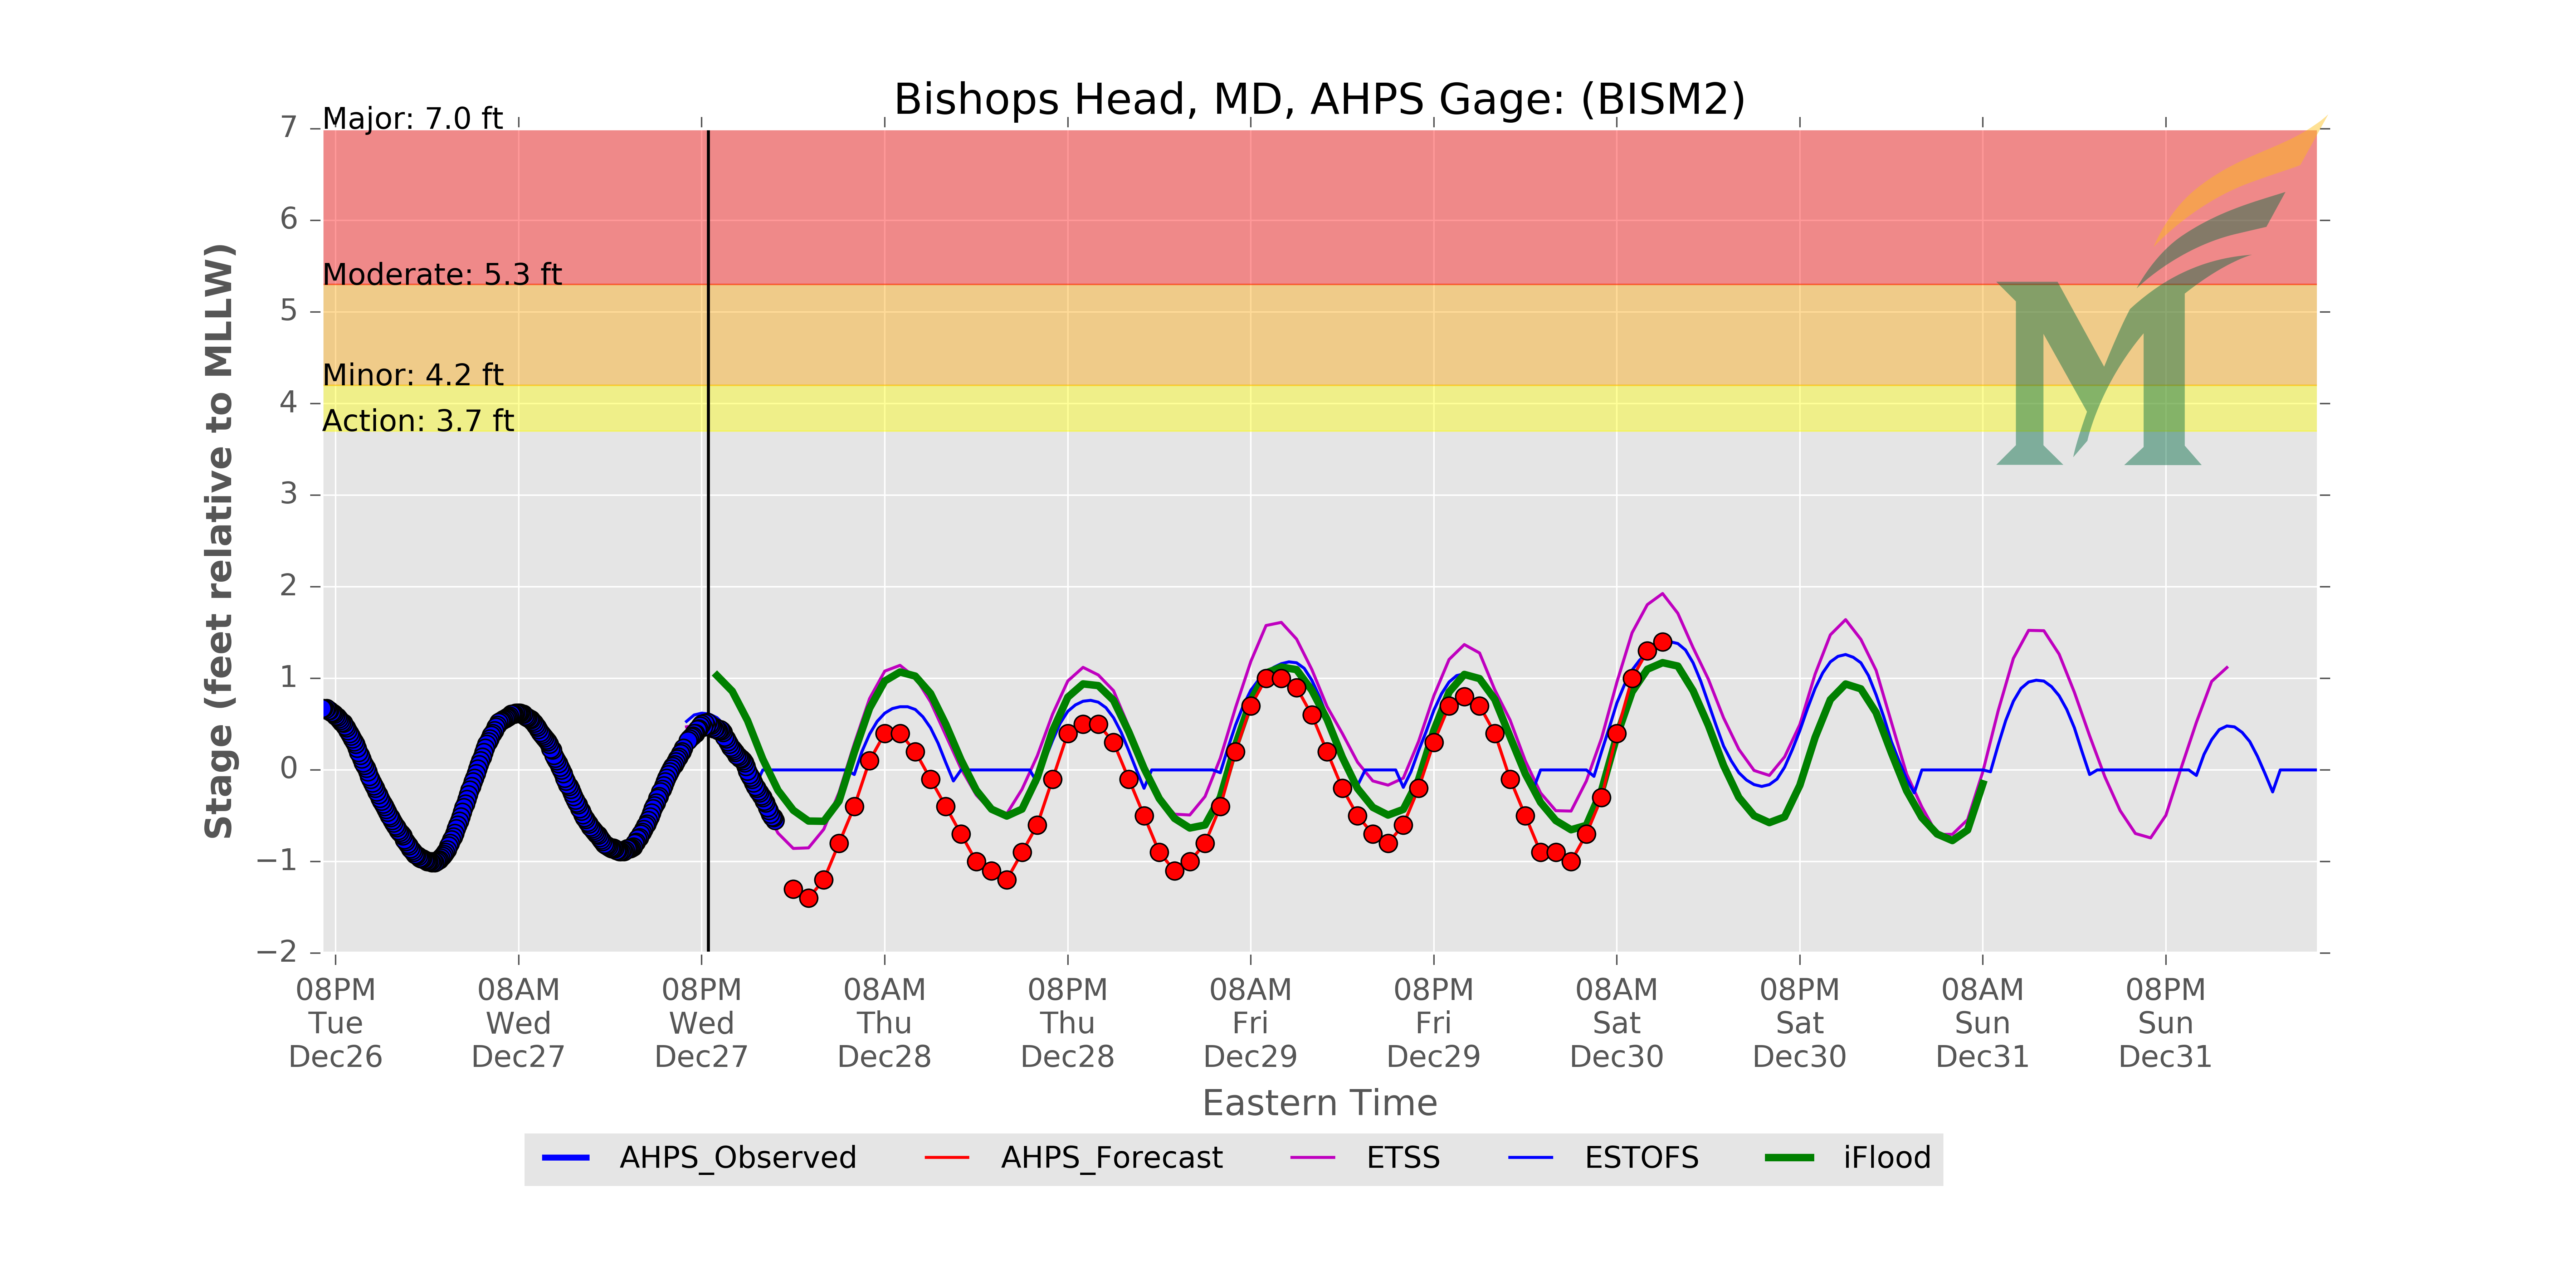 Bishops Head, MD, AHPS Gage: (BISM2)
Major: 7.0 ft
Moderate: 5.3 ft
Minor: 4.2 ft
Action: 3.7 ft
Stage (feet relative to MLLW)
7
6
5
4
3
2
1
0
−1
−2
08PM 08AM 08PM 08AM 08PM 08AM 08PM 08AM 08PM 08AM 08PM
Tue Wed Wed Thu Thu Fri Fri Sat Sat Sun Sun
Dec26 Dec27 Dec27 Dec28 Dec28 Dec29 Dec29 Dec30 Dec30 Dec31 Dec31
Eastern Time
AHPS_Observed AHPS_Forecast ETSS ESTOFS iFlood
M